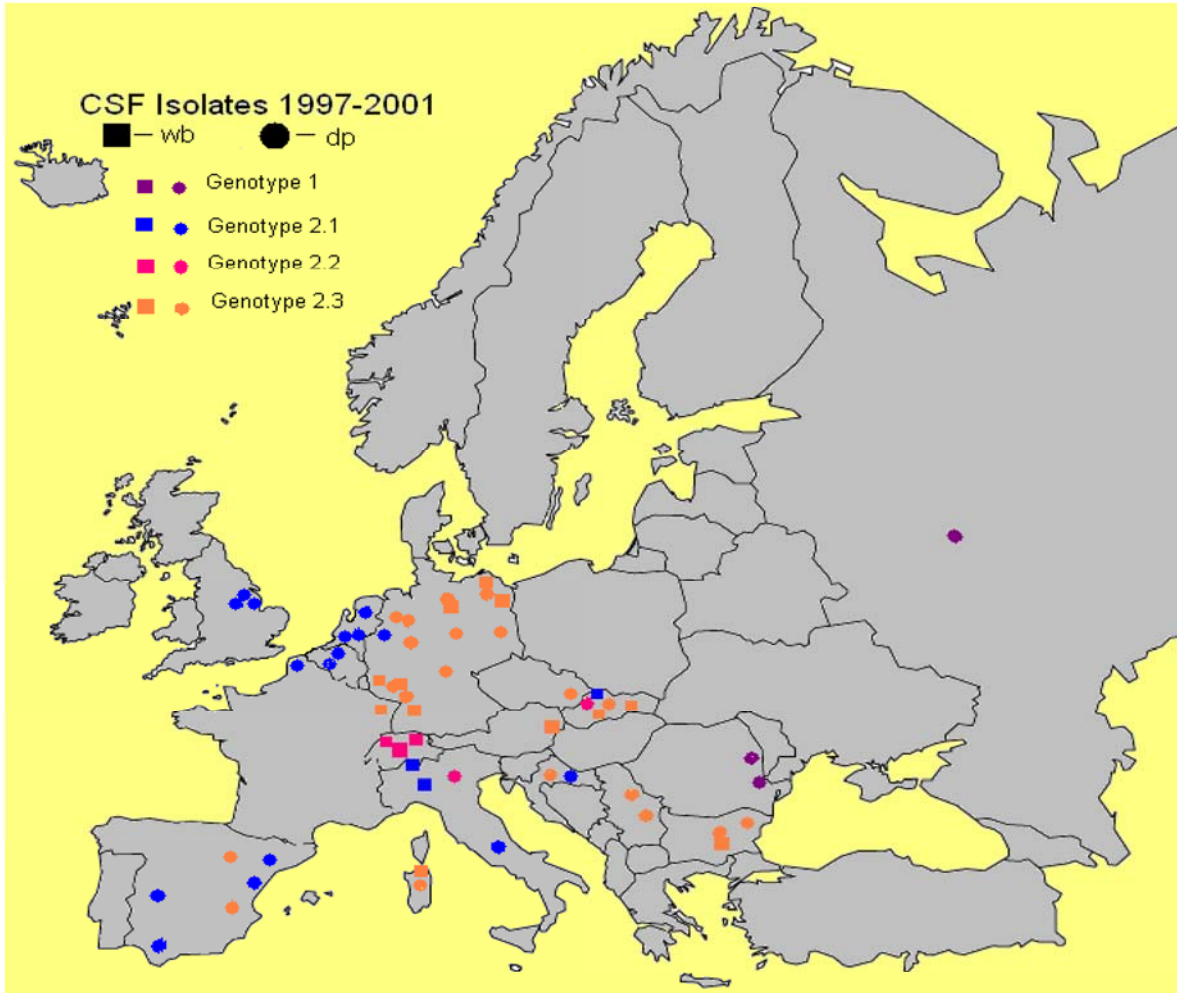 CSF Isolates 1997-2001
– wb – dp
Genotype 1
Genotype 2.1
Genotype 2.2
Genotype 2.3